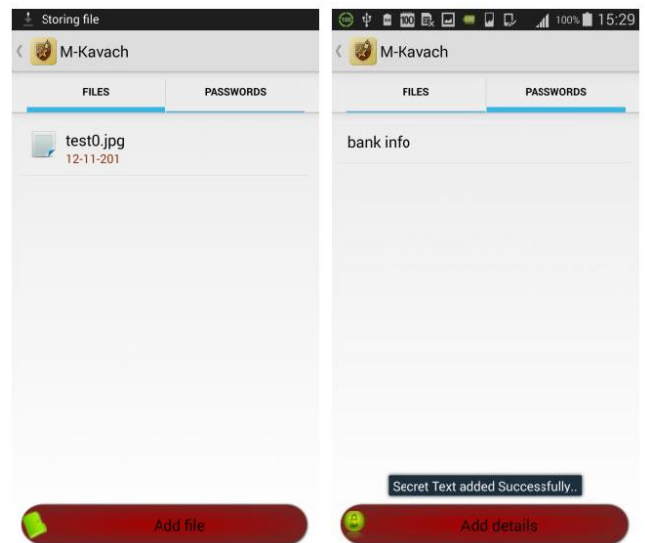 Storing file
M-Kavach
FILES PASSWORDS
test0.jpg
12-11-201
Add file
100 100% 15:29
M-Kavach
FILES PASSWORDS
bank info
Secret Text added Successfully..
Add details